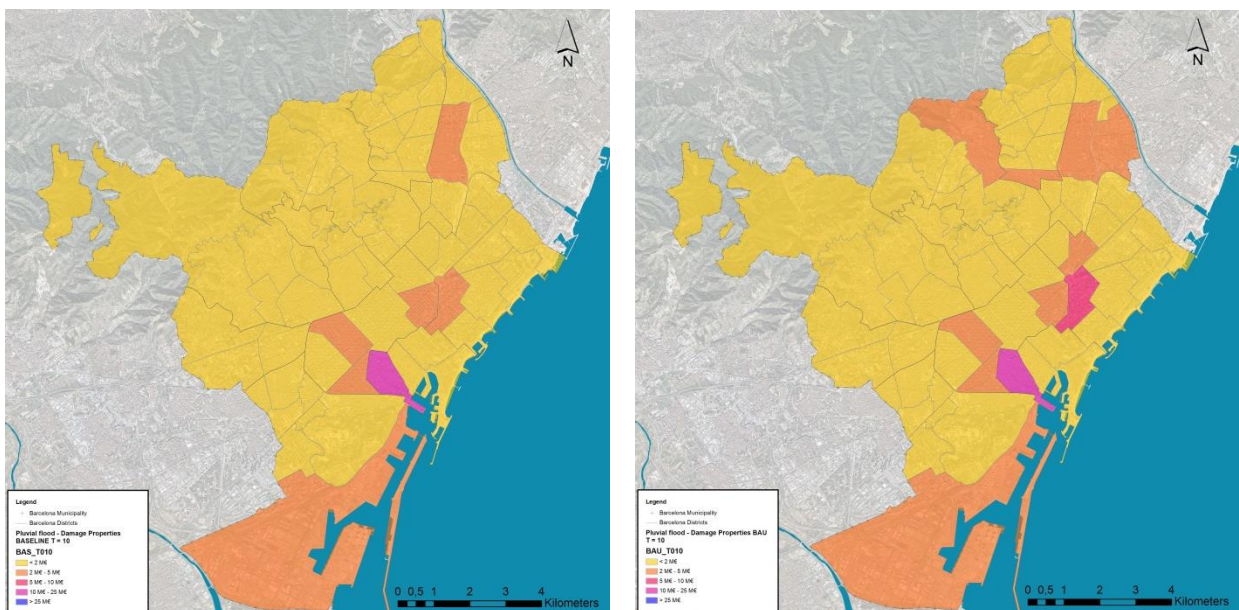 N
Legend
Barcelona Municipality
Barcelona Districts
Pluvial flood - Damage Properties
BASELINE T = 10
BAS_T010
< 2 M€
2 M€ - 5 M€
5 M€ - 10 M€
10 M€ - 25 M€
> 25 M€
0 0,5 1 2 3 4
Kilometers
N
Legend
Barcelona Municipality
Barcelona Districts
Pluvial flood - Damage Properties BAU
T = 10
BAU_T010
< 2 M€
2 M€ - 5 M€
5 M€ - 10 M€
10 M€ - 25 M€
> 25 M€
0 0,5 1 2 3 4
Kilometers